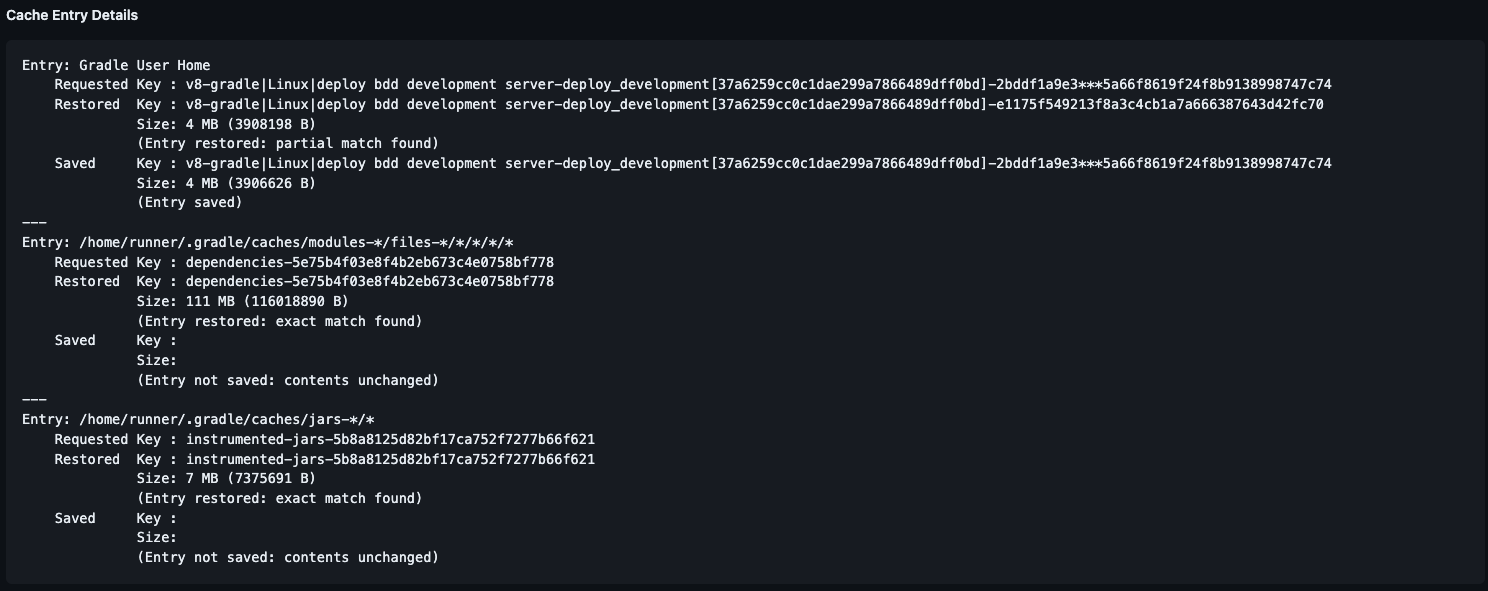 Cache Entry Details
Entry: Gradle User Home
Requested Key : v8-gradle|Linux|deploy bdd development server-deploy_development[37a6259cc0c1dae299a7866489dff0bd]-2bddf1a9e3***5a66f8619f24f8b9138998747c74
Restored Key : v8-gradle|Linux|deploy bdd development server-deploy_development[37a6259cc0c1dae299a7866489dff0bd]-e1175f549213f8a3c4cb1a7a666387643d42fc70
Size: 4 MB (3908198 B)
(Entry restored: partial match found)
Saved Key : v8-gradle|Linux|deploy bdd development server-deploy_development[37a6259cc0c1dae299a7866489dff0bd]-2bddf1a9e3***5a66f8619f24f8b9138998747c74
Size: 4 MB (3906626 B)
(Entry saved)
---
Entry: /home/runner/.gradle/caches/modules-*/files-*/*/*/*/*
Requested Key : dependencies-5e75b4f03e8f4b2eb673c4e0758bf778
Restored Key : dependencies-5e75b4f03e8f4b2eb673c4e0758bf778
Size: 111 MB (116018890 B)
(Entry restored: exact match found)
Saved Key :
Size:
(Entry not saved: contents unchanged)
---
Entry: /home/runner/.gradle/caches/jars-*/*
Requested Key : instrumented-jars-5b8a8125d82bf17ca752f7277b66f621
Restored Key : instrumented-jars-5b8a8125d82bf17ca752f7277b66f621
Size: 7 MB (7375691 B)
(Entry restored: exact match found)
Saved Key :
Size:
(Entry not saved: contents unchanged)